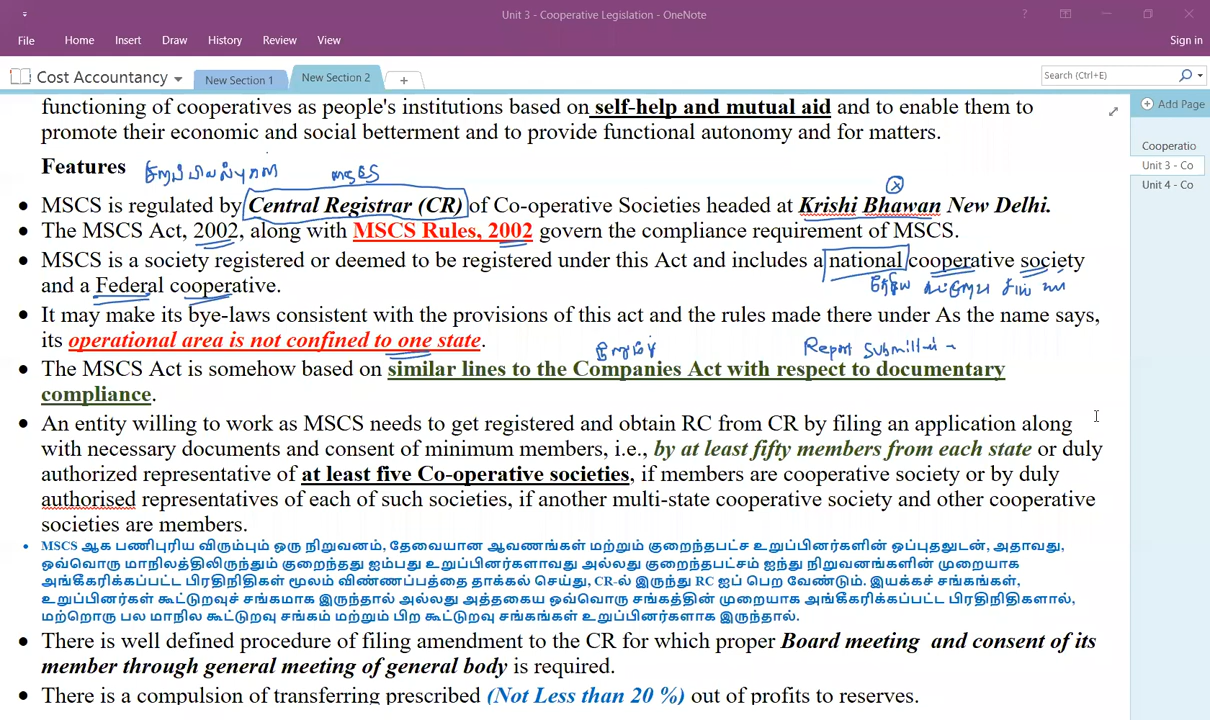 Unit 3 - Cooperative Legislation - OneNote
File Home Insert Draw History Review View Sign in
Cost Accountancy New Section 1 New Section 2 + Search (Ctrl+E)
Add Page
Cooperatio
Unit 3 - Co
Unit 4 - Co
functioning of cooperatives as people's institutions based on self-help and mutual aid and to enable them to
promote their economic and social betterment and to provide functional autonomy and for matters.
Features
• MSCS is regulated by Central Registrar (CR) of Co-operative Societies headed at Krishi Bhawan New Delhi.
• The MSCS Act, 2002, along with MSCS Rules, 2002 govern the compliance requirement of MSCS.
• MSCS is a society registered or deemed to be registered under this Act and includes a national cooperative society
and a Federal cooperative.
• It may make its bye-laws consistent with the provisions of this act and the rules made there under As the name says,
its operational area is not confined to one state.
Report
• The MSCS Act is somehow based on similar lines to the Companies Act with respect to documentary
compliance.
• An entity willing to work as MSCS needs to get registered and obtain RC from CR by filing an application along
with necessary documents and consent of minimum members, i.e., by at least fifty members from each state or duly
authorized representative of at least five Co-operative societies, if members are cooperative society or by duly
authorised representatives of each of such societies, if another multi-state cooperative society and other cooperative
societies are members.
• MSCS ஆக பணிபுரிய விரும்பும் ஒரு நிறுவனம், தேவையான ஆவணங்கள் மற்றும் குறைந்தபட்ச உறுப்பினர்களின் ஒப்புதலுடன், அதாவது,
ஒவ்வொரு மாநிலத்திலிருந்தும் குறைந்தது ஐம்பது உறுப்பினர்களாவது அல்லது குறைந்தபட்சம் ஐந்து நிறுவனங்களின் முறையாக
அங்கீகரிக்கப்பட்ட பிரதிநிதிகள் மூலம் விண்ணப்பத்தை தாக்கல் செய்து, CR-ல் இருந்து RC ஐப் பெற வேண்டும். இயக்கச் சங்கங்கள்,
உறுப்பினர்கள் கூட்டுறவுச் சங்கமாக இருந்தால் அல்லது அத்தகைய ஒவ்வொரு சங்கத்தின் முறையாக அங்கீகரிக்கப்பட்ட பிரதிநிதிகளால்,
மற்றொரு பல மாநில கூட்டுறவு சங்கம் மற்றும் பிற கூட்டுறவு சங்கங்கள் உறுப்பினர்களாக இருந்தால்.
• There is well defined procedure of filing amendment to the CR for which proper Board meeting and consent of its
member through general meeting of general body is required.
• There is a compulsion of transferring prescribed (Not Less than 20 %) out of profits to reserves.